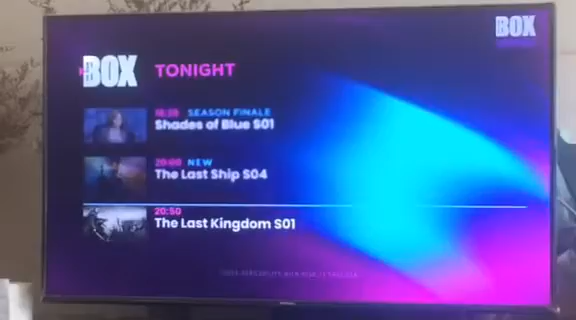 BOX
BOX
TONIGHT
SEASON FINALE
Shades of Blue S01
20:00 NEW
The Last Ship S04
20:50
The Last Kingdom S01